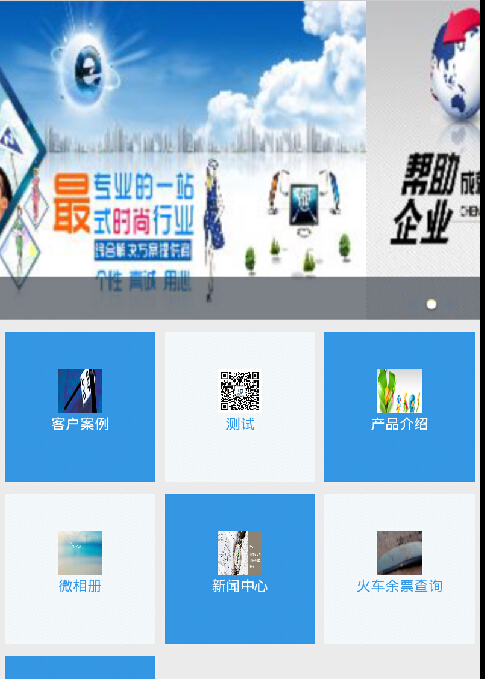 最专业的一站
式时尚行业
综合解决方案提供商
个性 真诚 用心
帮助
企业
客户案例
测试
产品介绍
微相册
新闻中心
火车余票查询